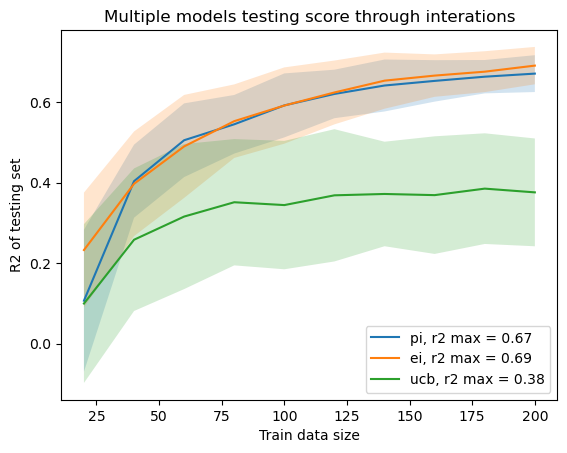 Multiple models testing score through interations
R2 of testing set
0.6
0.4
0.2
0.0
pi, r2 max = 0.67
ei, r2 max = 0.69
ucb, r2 max = 0.38
25 50 75 100 125 150 175 200
Train data size